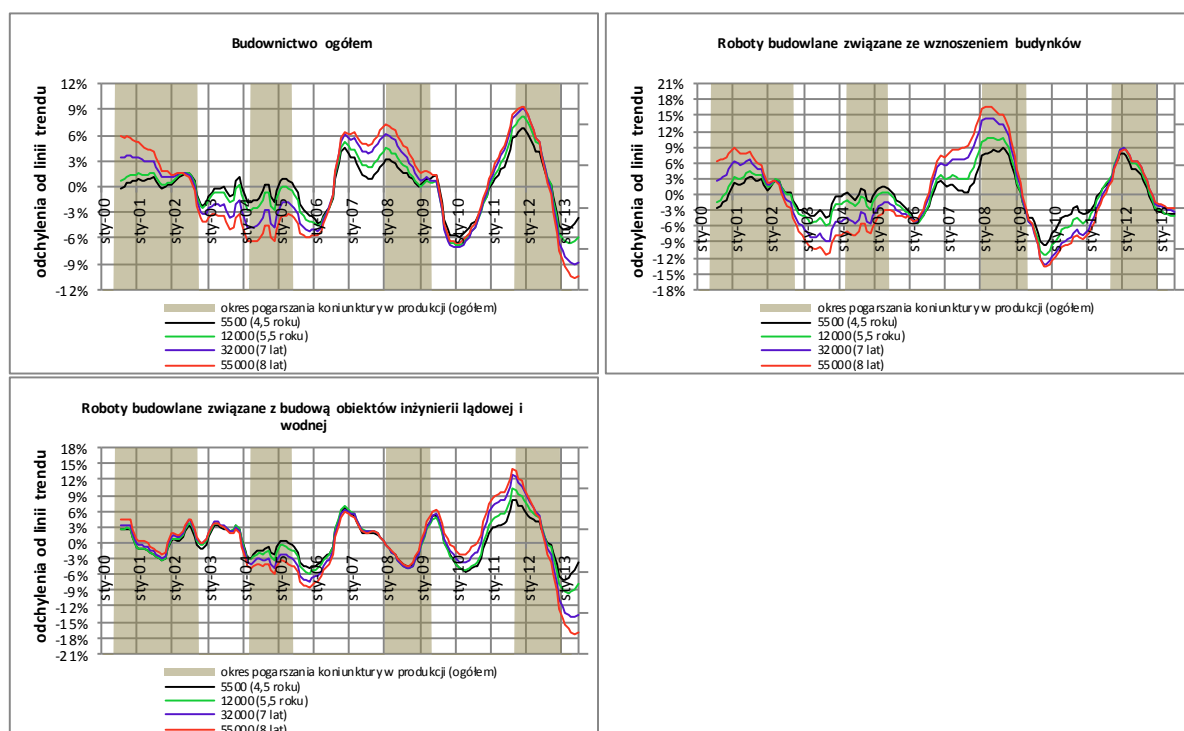 Budownictwo ogółem
odchylenia od linii trendu
12%
9%
6%
3%
0%
-3%
-6%
-9%
-12%
sty-00
sty-01
sty-02
sty-03
sty-04
sty-05
sty-06
sty-07
sty-08
sty-09
sty-10
sty-11
sty-12
sty-13
okres pogarszania koniunktury w produkcji (ogółem)
5500 (4,5 roku)
12000 (5,5 roku)
32000 (7 lat)
55000 (8 lat)
Roboty budowlane związane ze wznoszeniem budynków
odchylenia od linii trendu
21%
18%
15%
12%
9%
6%
3%
0%
-3%
-6%
-9%
-12%
-15%
-18%
sty-00
sty-01
sty-02
sty-03
sty-04
sty-05
sty-06
sty-07
sty-08
sty-09
sty-10
sty-11
sty-12
sty-13
okres pogarszania koniunktury w produkcji (ogółem)
5500 (4,5 roku)
12000 (5,5 roku)
32000 (7 lat)
55000 (8 lat)
Roboty budowlane związane z budową obiektów inżynierii lądowej i
wodnej
odchylenia od linii trendu
18%
15%
12%
9%
6%
3%
0%
-3%
-6%
-9%
-12%
-15%
-18%
-21%
sty-00
sty-01
sty-02
sty-03
sty-04
sty-05
sty-06
sty-07
sty-08
sty-09
sty-10
sty-11
sty-12
sty-13
okres pogarszania koniunktury w produkcji (ogółem)
5500 (4,5 roku)
12000 (5,5 roku)
32000 (7 lat)
55000 (8 lat)